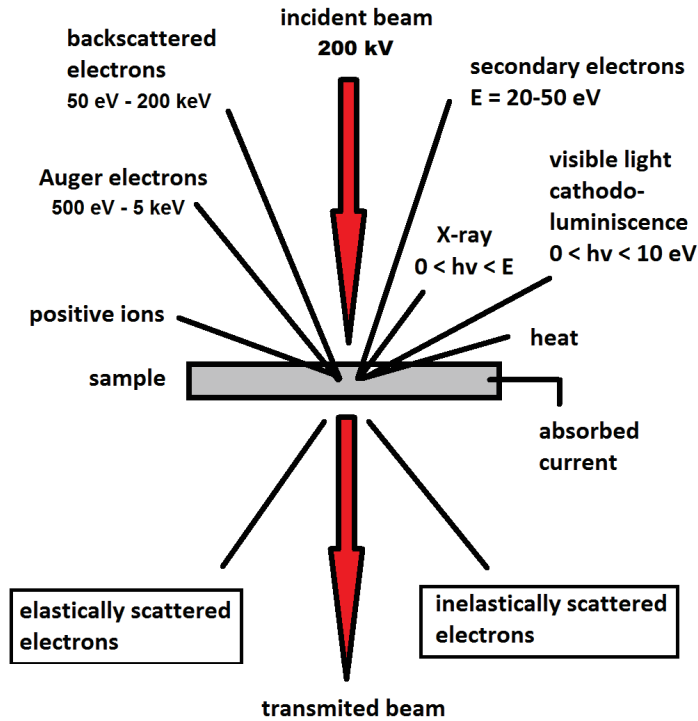 incident beam
200 kV
backscattered
electrons
50 eV - 200 keV
secondary electrons
E = 20-50 eV
Auger electrons
500 eV - 5 keV
visible light
cathodo-
luminiscence
0 < hv < 10 eV
X-ray
0 < hv < E
positive ions
heat
sample
absorbed
current
elastically scattered
electrons
inelastically scattered
electrons
transmited beam